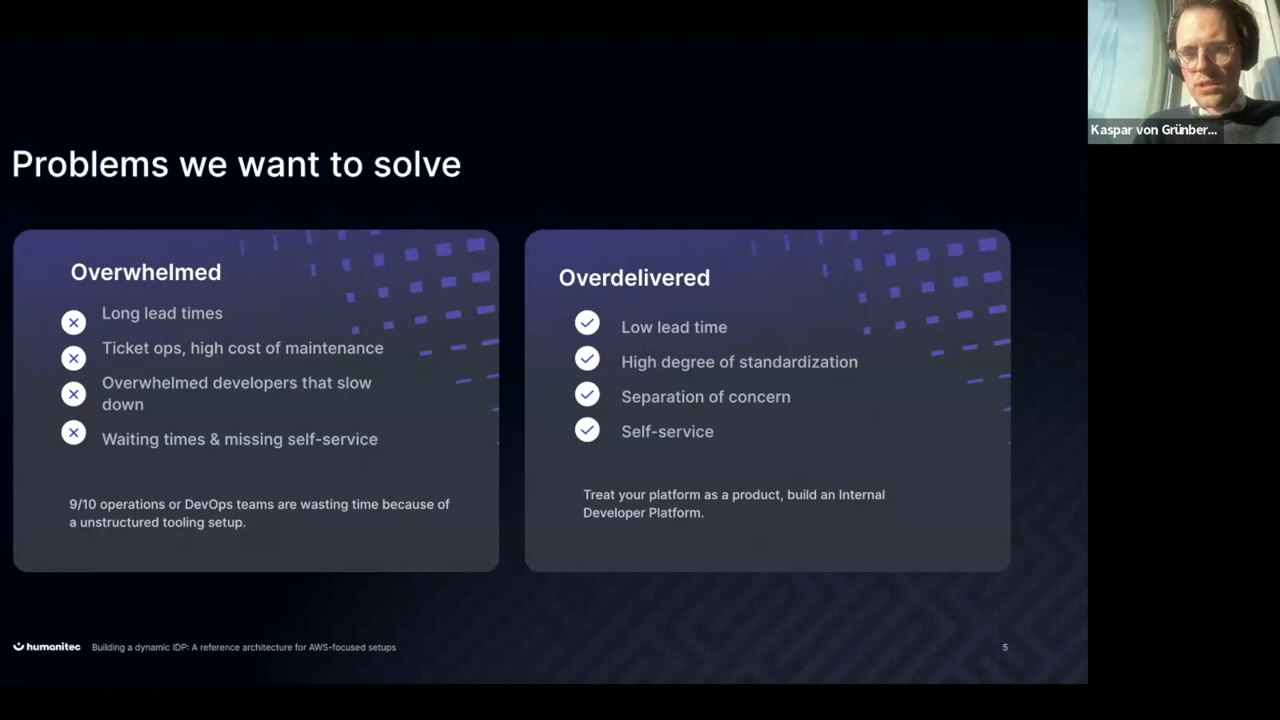 Kaspar von Grünber...
Problems we want to solve
Overwhelmed
Long lead times
Ticket ops, high cost of maintenance
Overwhelmed developers that slow
down
Waiting times & missing self-service
9/10 operations or DevOps teams are wasting time because of
a unstructured tooling setup.
Overdelivered
Low lead time
High degree of standardization
Separation of concern
Self-service
Treat your platform as a product, build an Internal
Developer Platform.
humanitec
Building a dynamic IDP: A reference architecture for AWS-focused setups
5